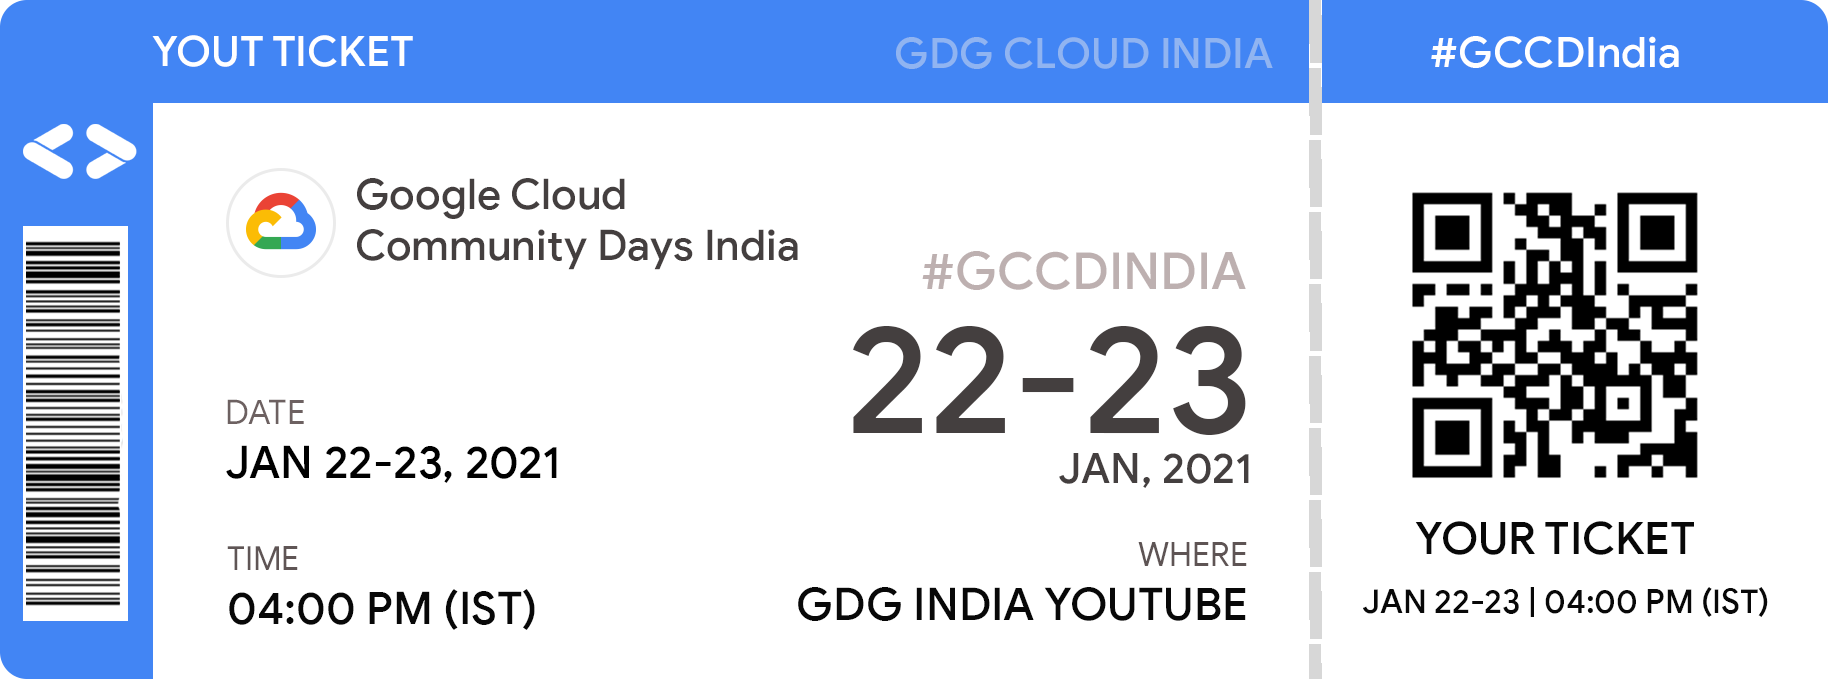 YOUT TICKET
GDG CLOUD INDIA
#GCCDIndia
Google Cloud
Community Days India
#GCCDINDIA
22-23
JAN, 2021
DATE
JAN 22-23, 2021
TIME
04:00 PM (IST)
WHERE
GDG INDIA YOUTUBE
YOUR TICKET
JAN 22-23 | 04:00 PM (IST)